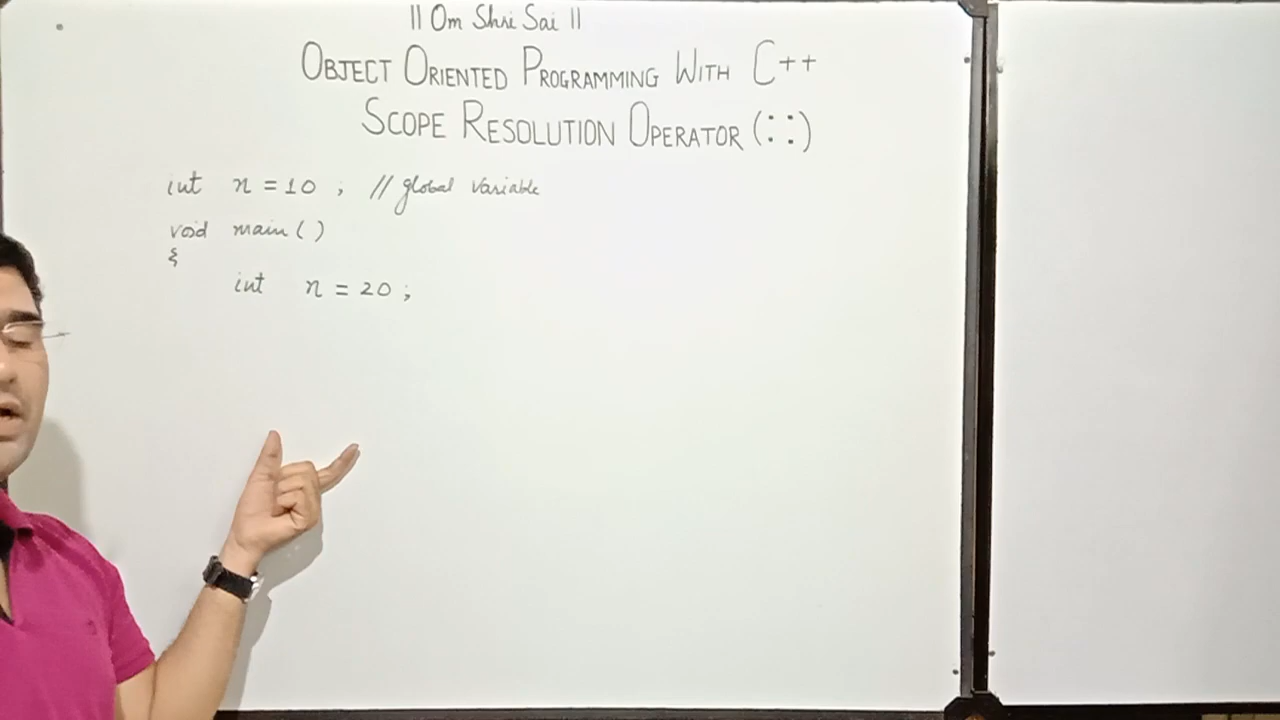 || Om Shri Sai ||
OBJECT ORIENTED PROGRAMMING WITH C++
SCOPE RESOLUTION OPERATOR (::)
int n = 10 ; // global variable
void main ( )
{
int n = 20 ;